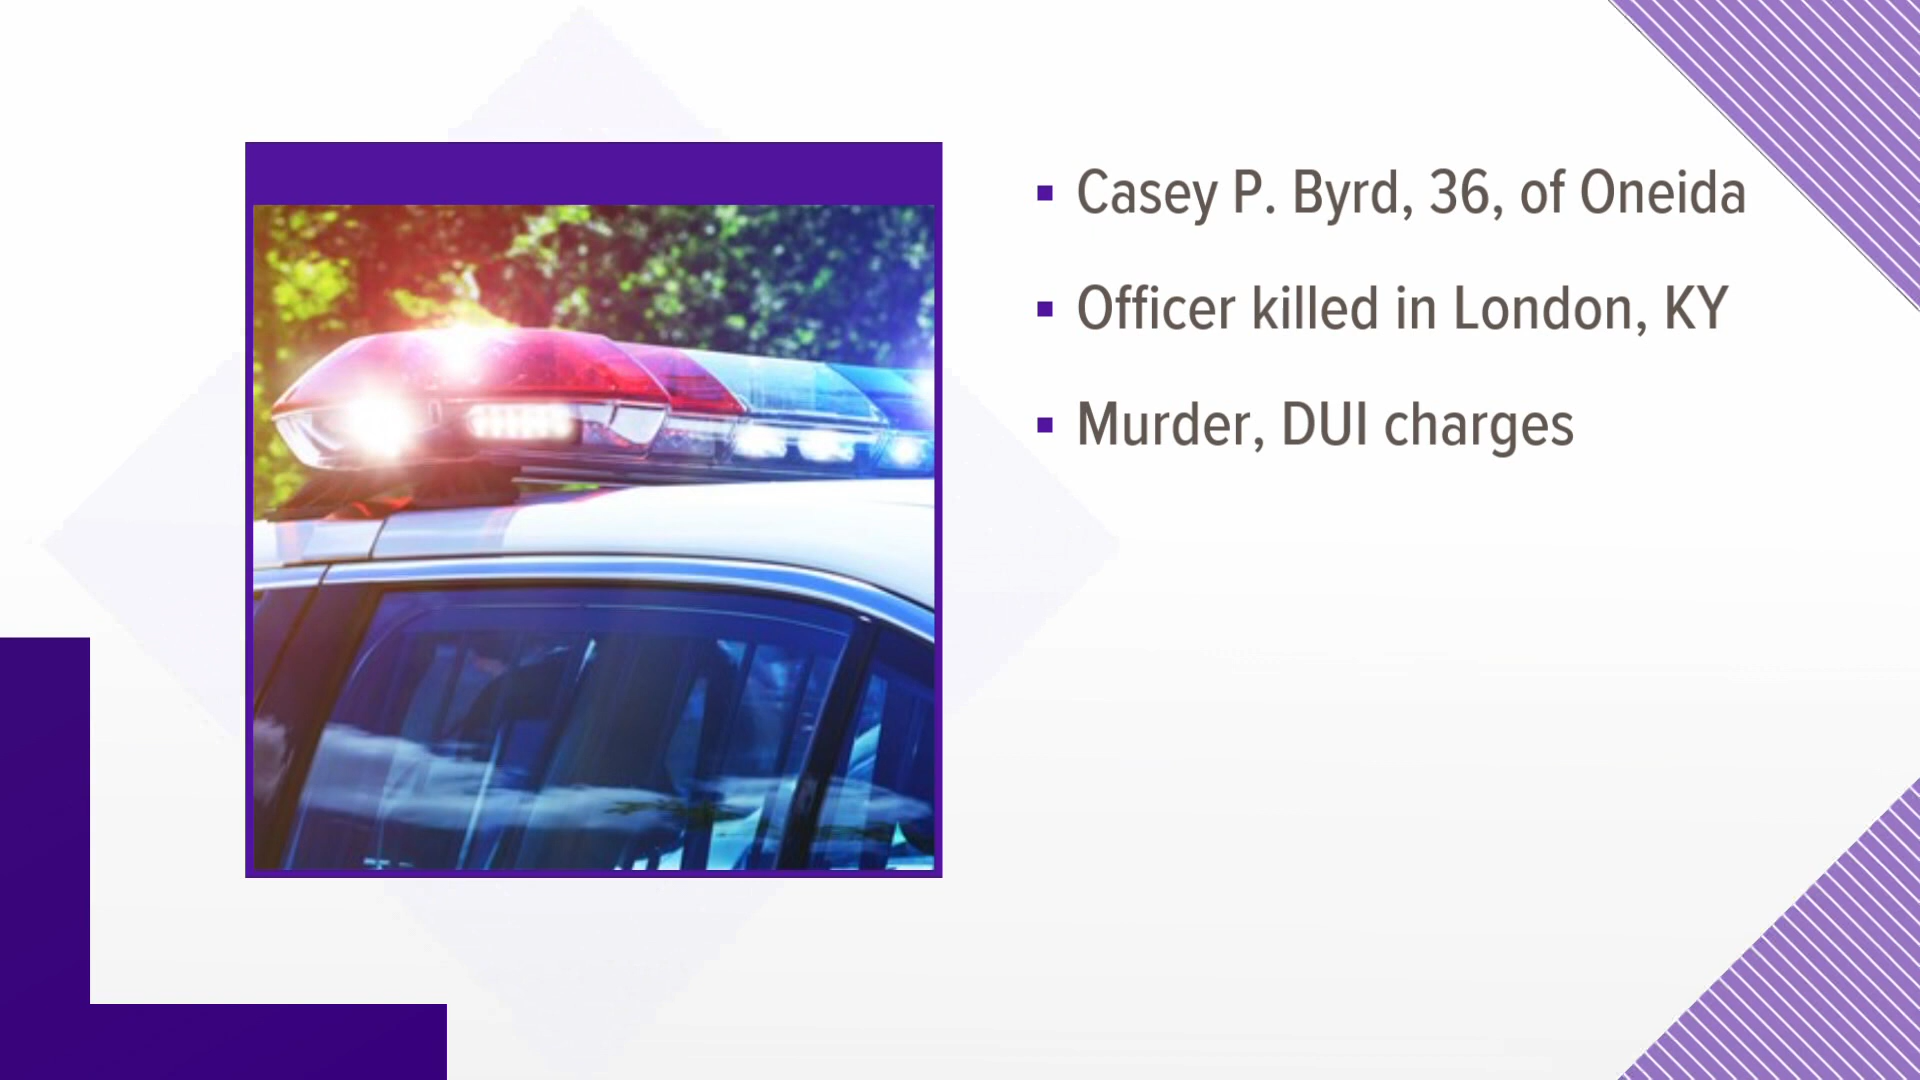 Casey P. Byrd, 36, of Oneida
Officer killed in London, KY
Murder, DUI charges